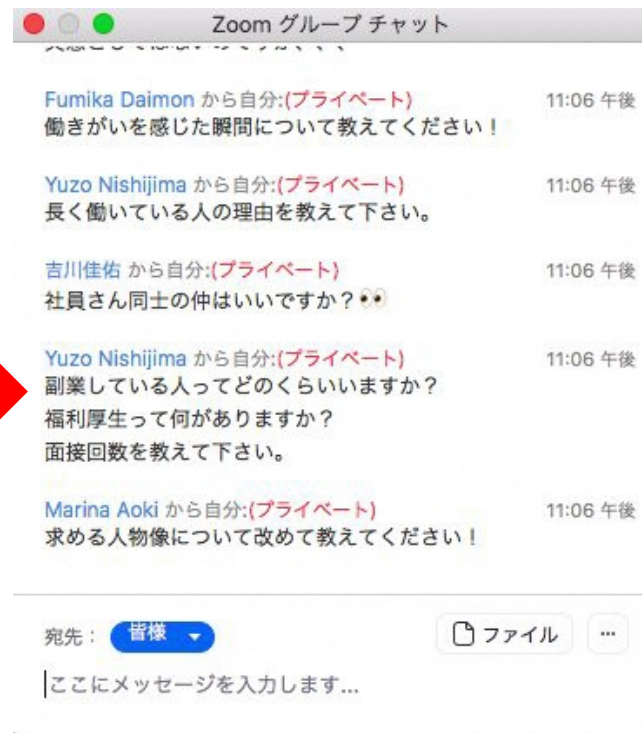 Zoom グループ チャット
Fumika Daimon から自分:(プライベート) 11:06 午後
働きがいを感じた瞬間について教えてください！
Yuzo Nishijima から自分:(プライベート) 11:06 午後
長く働いている人の理由を教えて下さい。
吉川佳佑 から自分:(プライベート) 11:06 午後
社員さん同士の仲はいいですか？👀
Yuzo Nishijima から自分:(プライベート) 11:06 午後
副業している人ってどのくらいいますか？
福利厚生って何がありますか？
面接回数を教えて下さい。
Marina Aoki から自分:(プライベート) 11:06 午後
求める人物像について改めて教えてください！
宛先： 皆様 ファイル ...
ここにメッセージを入力します...